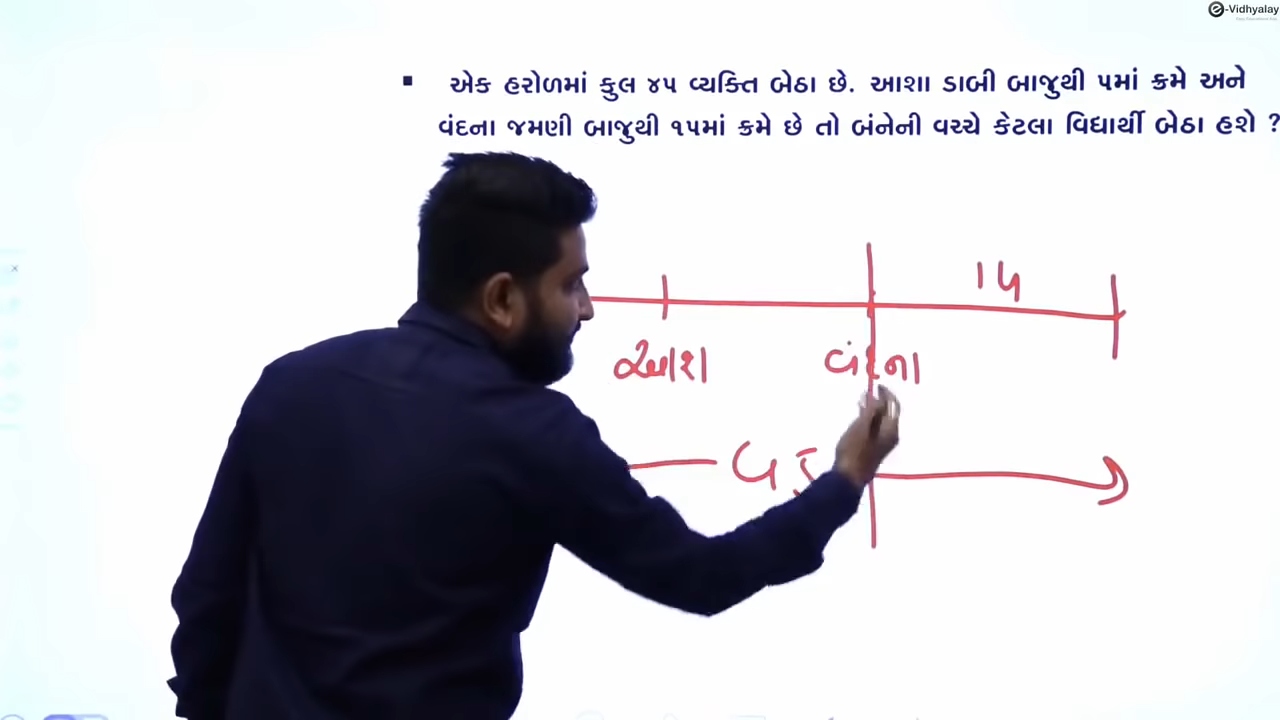 e-Vidhyalay
એક હરોળમાં કુલ ૪૫ વ્યક્તિ બેઠા છે. આશા ડાબી બાજુથી ૫માં ક્રમે અને
વંદના જમણી બાજુથી ૧૫માં ક્રમે છે તો બંનેની વચ્ચે કેટલા વિદ્યાર્થી બેઠા હશે ?
૧૫
આશા વંદના